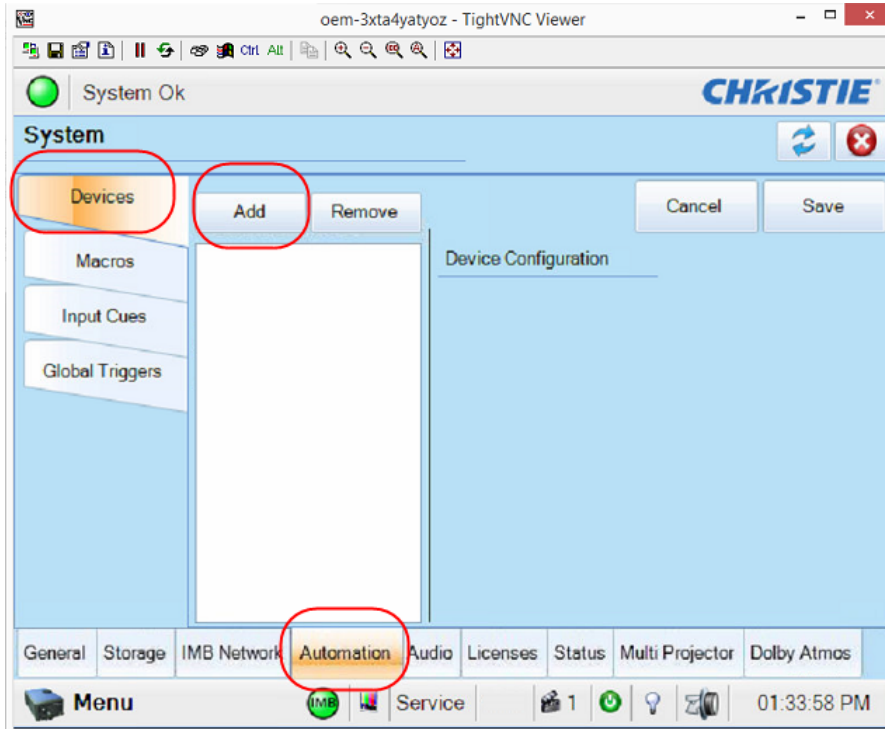 oem-3xta4yatyoz - TightVNC Viewer
Ctrl Alt
System Ok CHRISTIE
System
Devices Add Remove Cancel Save
Macros Device Configuration
Input Cues
Global Triggers
General Storage IMB Network Automation Audio Licenses Status Multi Projector Dolby Atmos
Menu IMB Service 1 01:33:58 PM